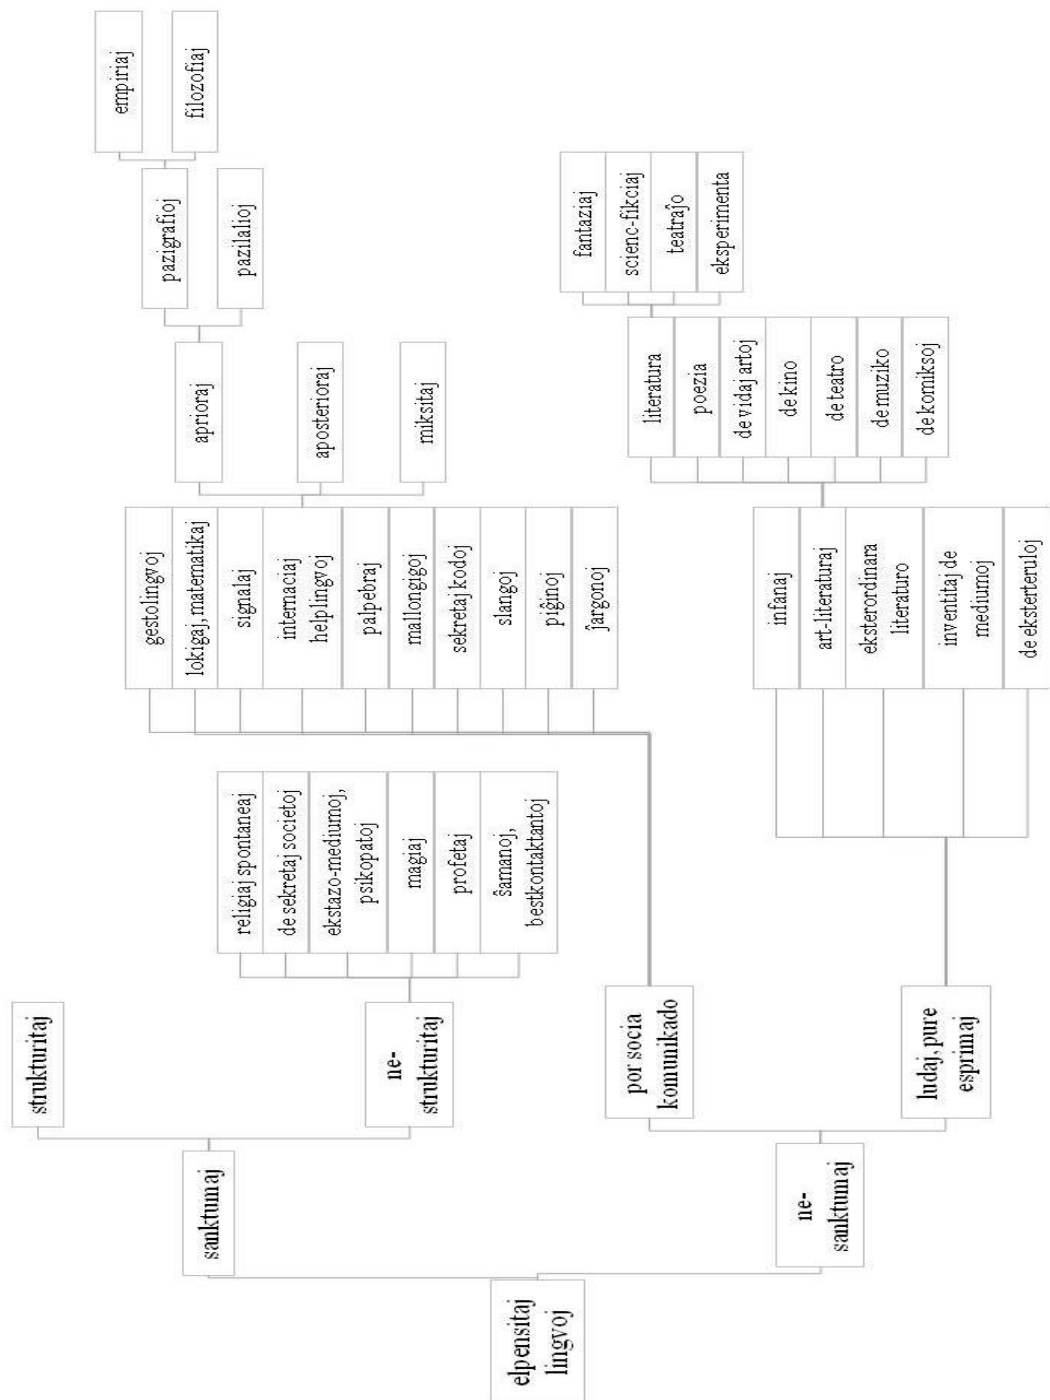 elpensitaj
lingvoj
sanktumaj
ne-
sanktumaj
strukturitaj
ne-
strukturitaj
por socia
komunikado
ludaj, pure
esprimaj
religiaj spontaneaj
de sekretaj societoj
ekstazo-mediumoj,
psikopatoj
magiaj
profetaj
ŝamanoj,
bestkontaktantoj
gestolingvoj
lokigaj, matematikaj
signalaj
internaciaj
helplingvoj
palpebraj
mallongigoj
sekretaj kodoj
slangoj
piĝinoj
ĵargonoj
infanaj
art-literaturaj
eksterordinara
literaturo
inventitaj de
mediumoj
de eksterteruloj
aprioraj
aposterioraj
miksitaj
literatura
poezia
de vidaj artoj
de kino
de teatro
de muziko
de komiksoj
pazigrafioj
pazilalioj
fantaziaj
scienc-fikciaj
teatraĵo
eksperimenta
empiriaj
filozofiaj